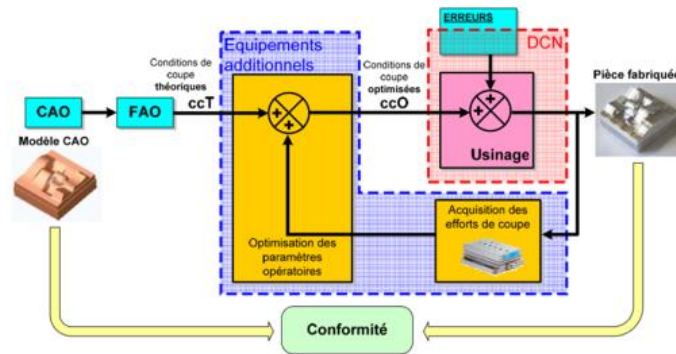 ERREURS
DCN
Equipements
additionnels
Conditions de
coupe
théoriques
ccT
Conditions de
coupe
optimisées
ccO
Pièce fabriquée
CAO
FAO
Modèle CAO
+
+
+
+
Usinage
Acquisition des
efforts de coupe
Optimisation des
paramètres
opératoires
Conformité